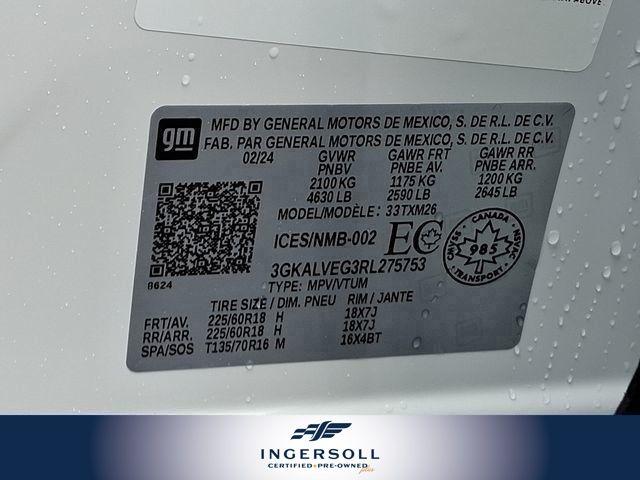 ABOVE.
gm
MFD BY GENERAL MOTORS DE MEXICO, S. DE R.L. DE C.V.
FAB. PAR GENERAL MOTORS DE MEXICO, S. DE R.L. DE C.V.
02/24 GVWR GAWR FRT GAWR RR
PNBV PNBE AV. PNBE ARR.
2100 KG 1175 KG 1200 KG
4630 LB 2590 LB 2645 LB
MODEL/MODÈLE: 33TXM26
ICES/NMB-002 EC
CANADA
985
TRANSPORT
3GKALVEG3RL275753
8624
TYPE: MPV/VTUM
TIRE SIZE / DIM. PNEU RIM / JANTE
FRT/AV. 225/60R18 H 18X7J
RR/ARR. 225/60R18 H 18X7J
SPA/SOS T135/70R16 M 16X4BT
INGERSOLL
CERTIFIED PRE-OWNED plus